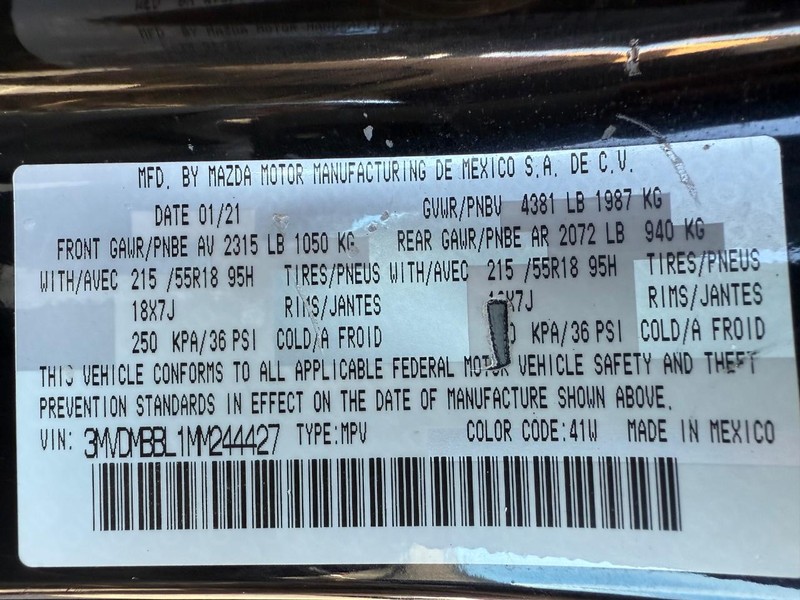 MFD. BY MAZDA MOTOR MANUFACTURING DE MEXICO S.A. DE C.V.
DATE 01/21 GVWR/PNBV 4381 LB 1987 KG
FRONT GAWR/PNBE AV 2315 LB 1050 KG REAR GAWR/PNBE AR 2072 LB 940 KG
WITH/AVEC 215 /55R18 95H TIRES/PNEUS WITH/AVEC 215 /55R18 95H TIRES/PNEUS
18X7J RIMS/JANTES RIMS/JANTES
250 KPA/36 PSI COLD/A FROID KPA/36 PSI COLD/A FROID
THIS VEHICLE CONFORMS TO ALL APPLICABLE FEDERAL MOTOR VEHICLE SAFETY AND THEFT
PREVENTION STANDARDS IN EFFECT ON THE DATE OF MANUFACTURE SHOWN ABOVE.
VIN: 3MVDMBBL1MM244427 TYPE:MPV COLOR CODE:41W MADE IN MEXICO